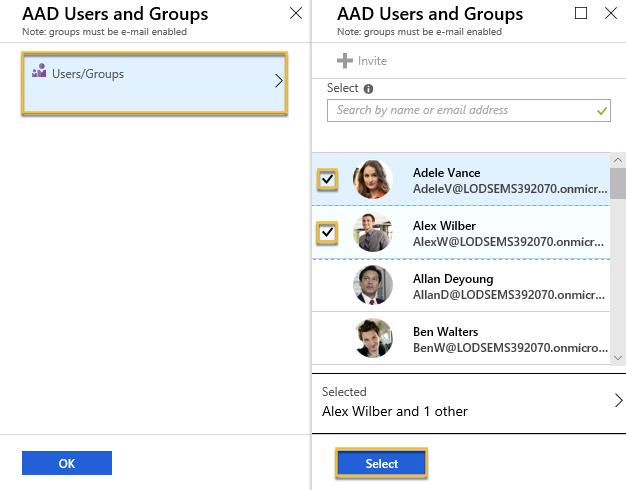 AAD Users and Groups
Note: groups must be e-mail enabled
Users/Groups
OK
AAD Users and Groups
Note: groups must be e-mail enabled
Invite
Select
Search by name or email address
Adele Vance
AdeleV@LODSEMS392070.onmicr...
Alex Wilber
AlexW@LODSEMS392070.onmicr...
Allan Deyoung
AllanD@LODSEMS392070.onmicr...
Ben Walters
BenW@LODSEMS392070.onmicro...
Selected
Alex Wilber and 1 other
Select